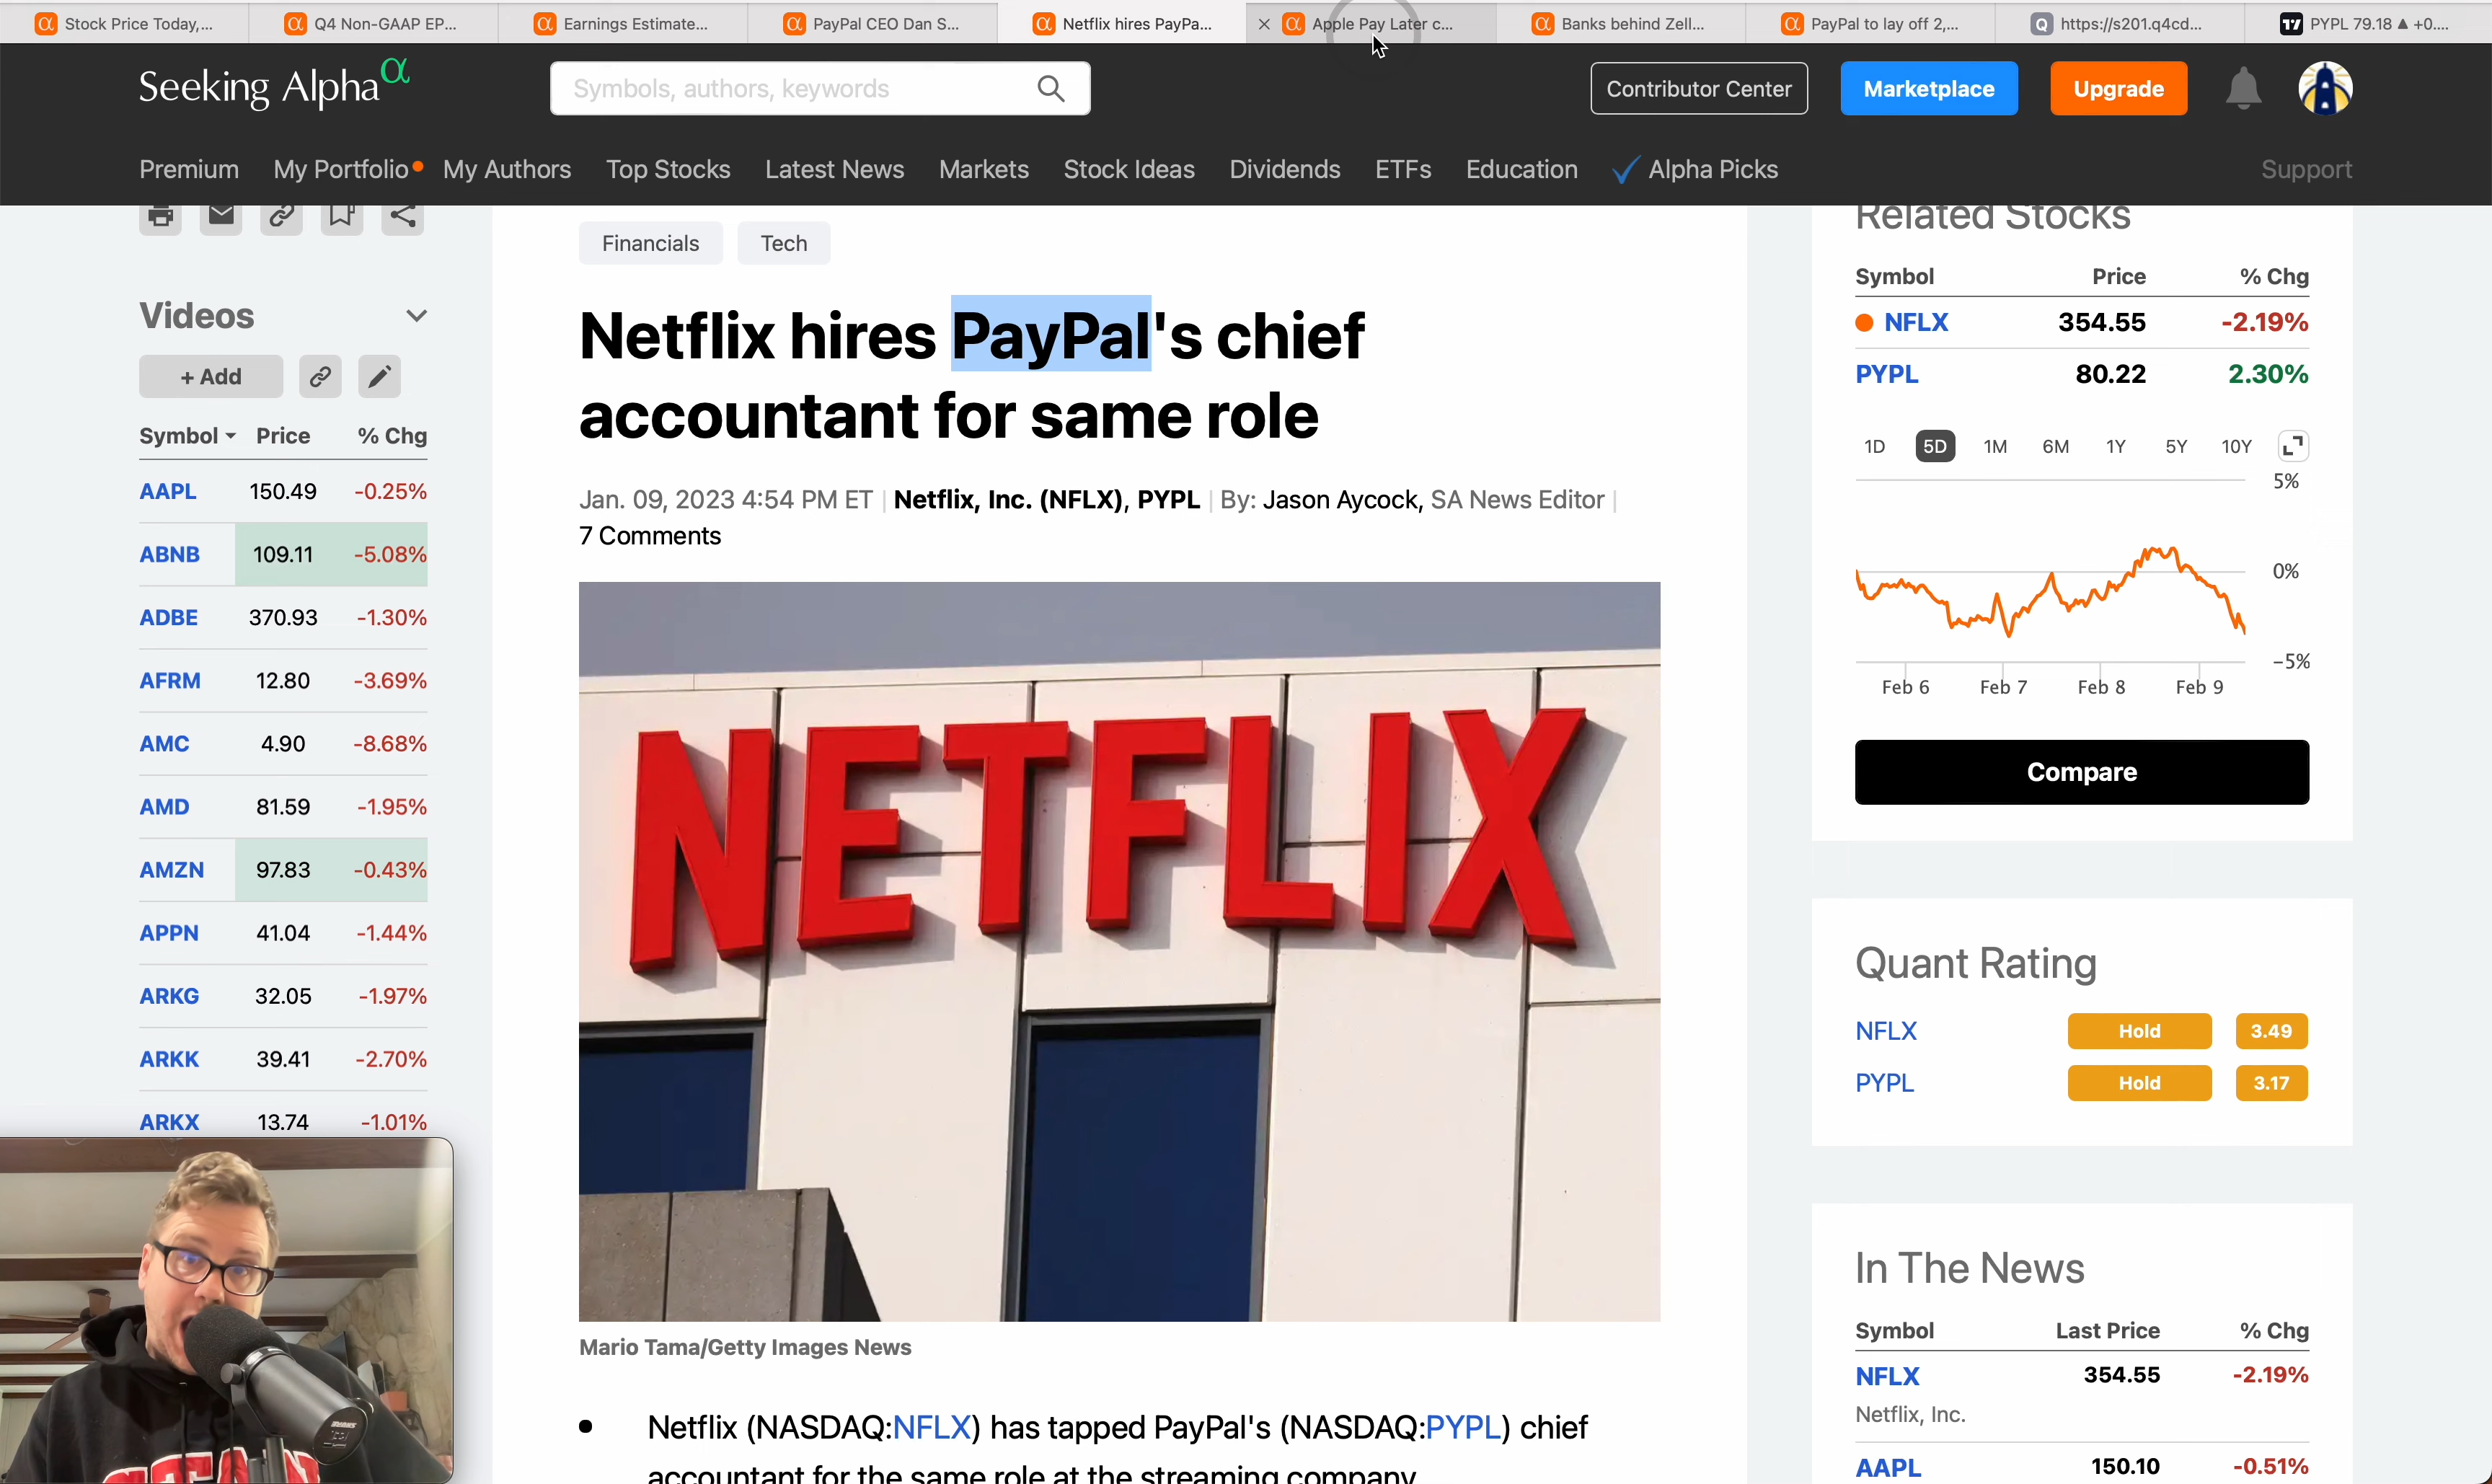 Stock Price Today,...
Q4 Non-GAAP EP...
Earnings Estimate...
PayPal CEO Dan S...
Netflix hires PayPa...
Apple Pay Later c...
Banks behind Zell...
PayPal to lay off 2,...
https://s201.q4cd...
PYPL 79.18 ▲ +0....
Seeking Alpha α
Symbols, authors, keywords
Contributor Center
Marketplace
Upgrade
Premium
My Portfolio
My Authors
Top Stocks
Latest News
Markets
Stock Ideas
Dividends
ETFs
Education
Alpha Picks
Support
Videos
+ Add
Symbol Price % Chg
AAPL 150.49 -0.25%
ABNB 109.11 -5.08%
ADBE 370.93 -1.30%
AFRM 12.80 -3.69%
AMC 4.90 -8.68%
AMD 81.59 -1.95%
AMZN 97.83 -0.43%
APPN 41.04 -1.44%
ARKG 32.05 -1.97%
ARKK 39.41 -2.70%
ARKX 13.74 -1.01%
Financials
Tech
Netflix hires PayPal's chief
accountant for same role
Jan. 09, 2023 4:54 PM ET | Netflix, Inc. (NFLX), PYPL | By: Jason Aycock, SA News Editor |
7 Comments
NETFLIX
Mario Tama/Getty Images News
• Netflix (NASDAQ:NFLX) has tapped PayPal's (NASDAQ:PYPL) chief
accountant for the same role at the streaming company
Related Stocks
Symbol Price % Chg
NFLX 354.55 -2.19%
PYPL 80.22 2.30%
1D 5D 1M 6M 1Y 5Y 10Y
5%
0%
-5%
Feb 6 Feb 7 Feb 8 Feb 9
Compare
Quant Rating
NFLX Hold 3.49
PYPL Hold 3.17
In The News
Symbol Last Price % Chg
NFLX 354.55 -2.19%
Netflix, Inc.
AAPL 150.10 -0.51%